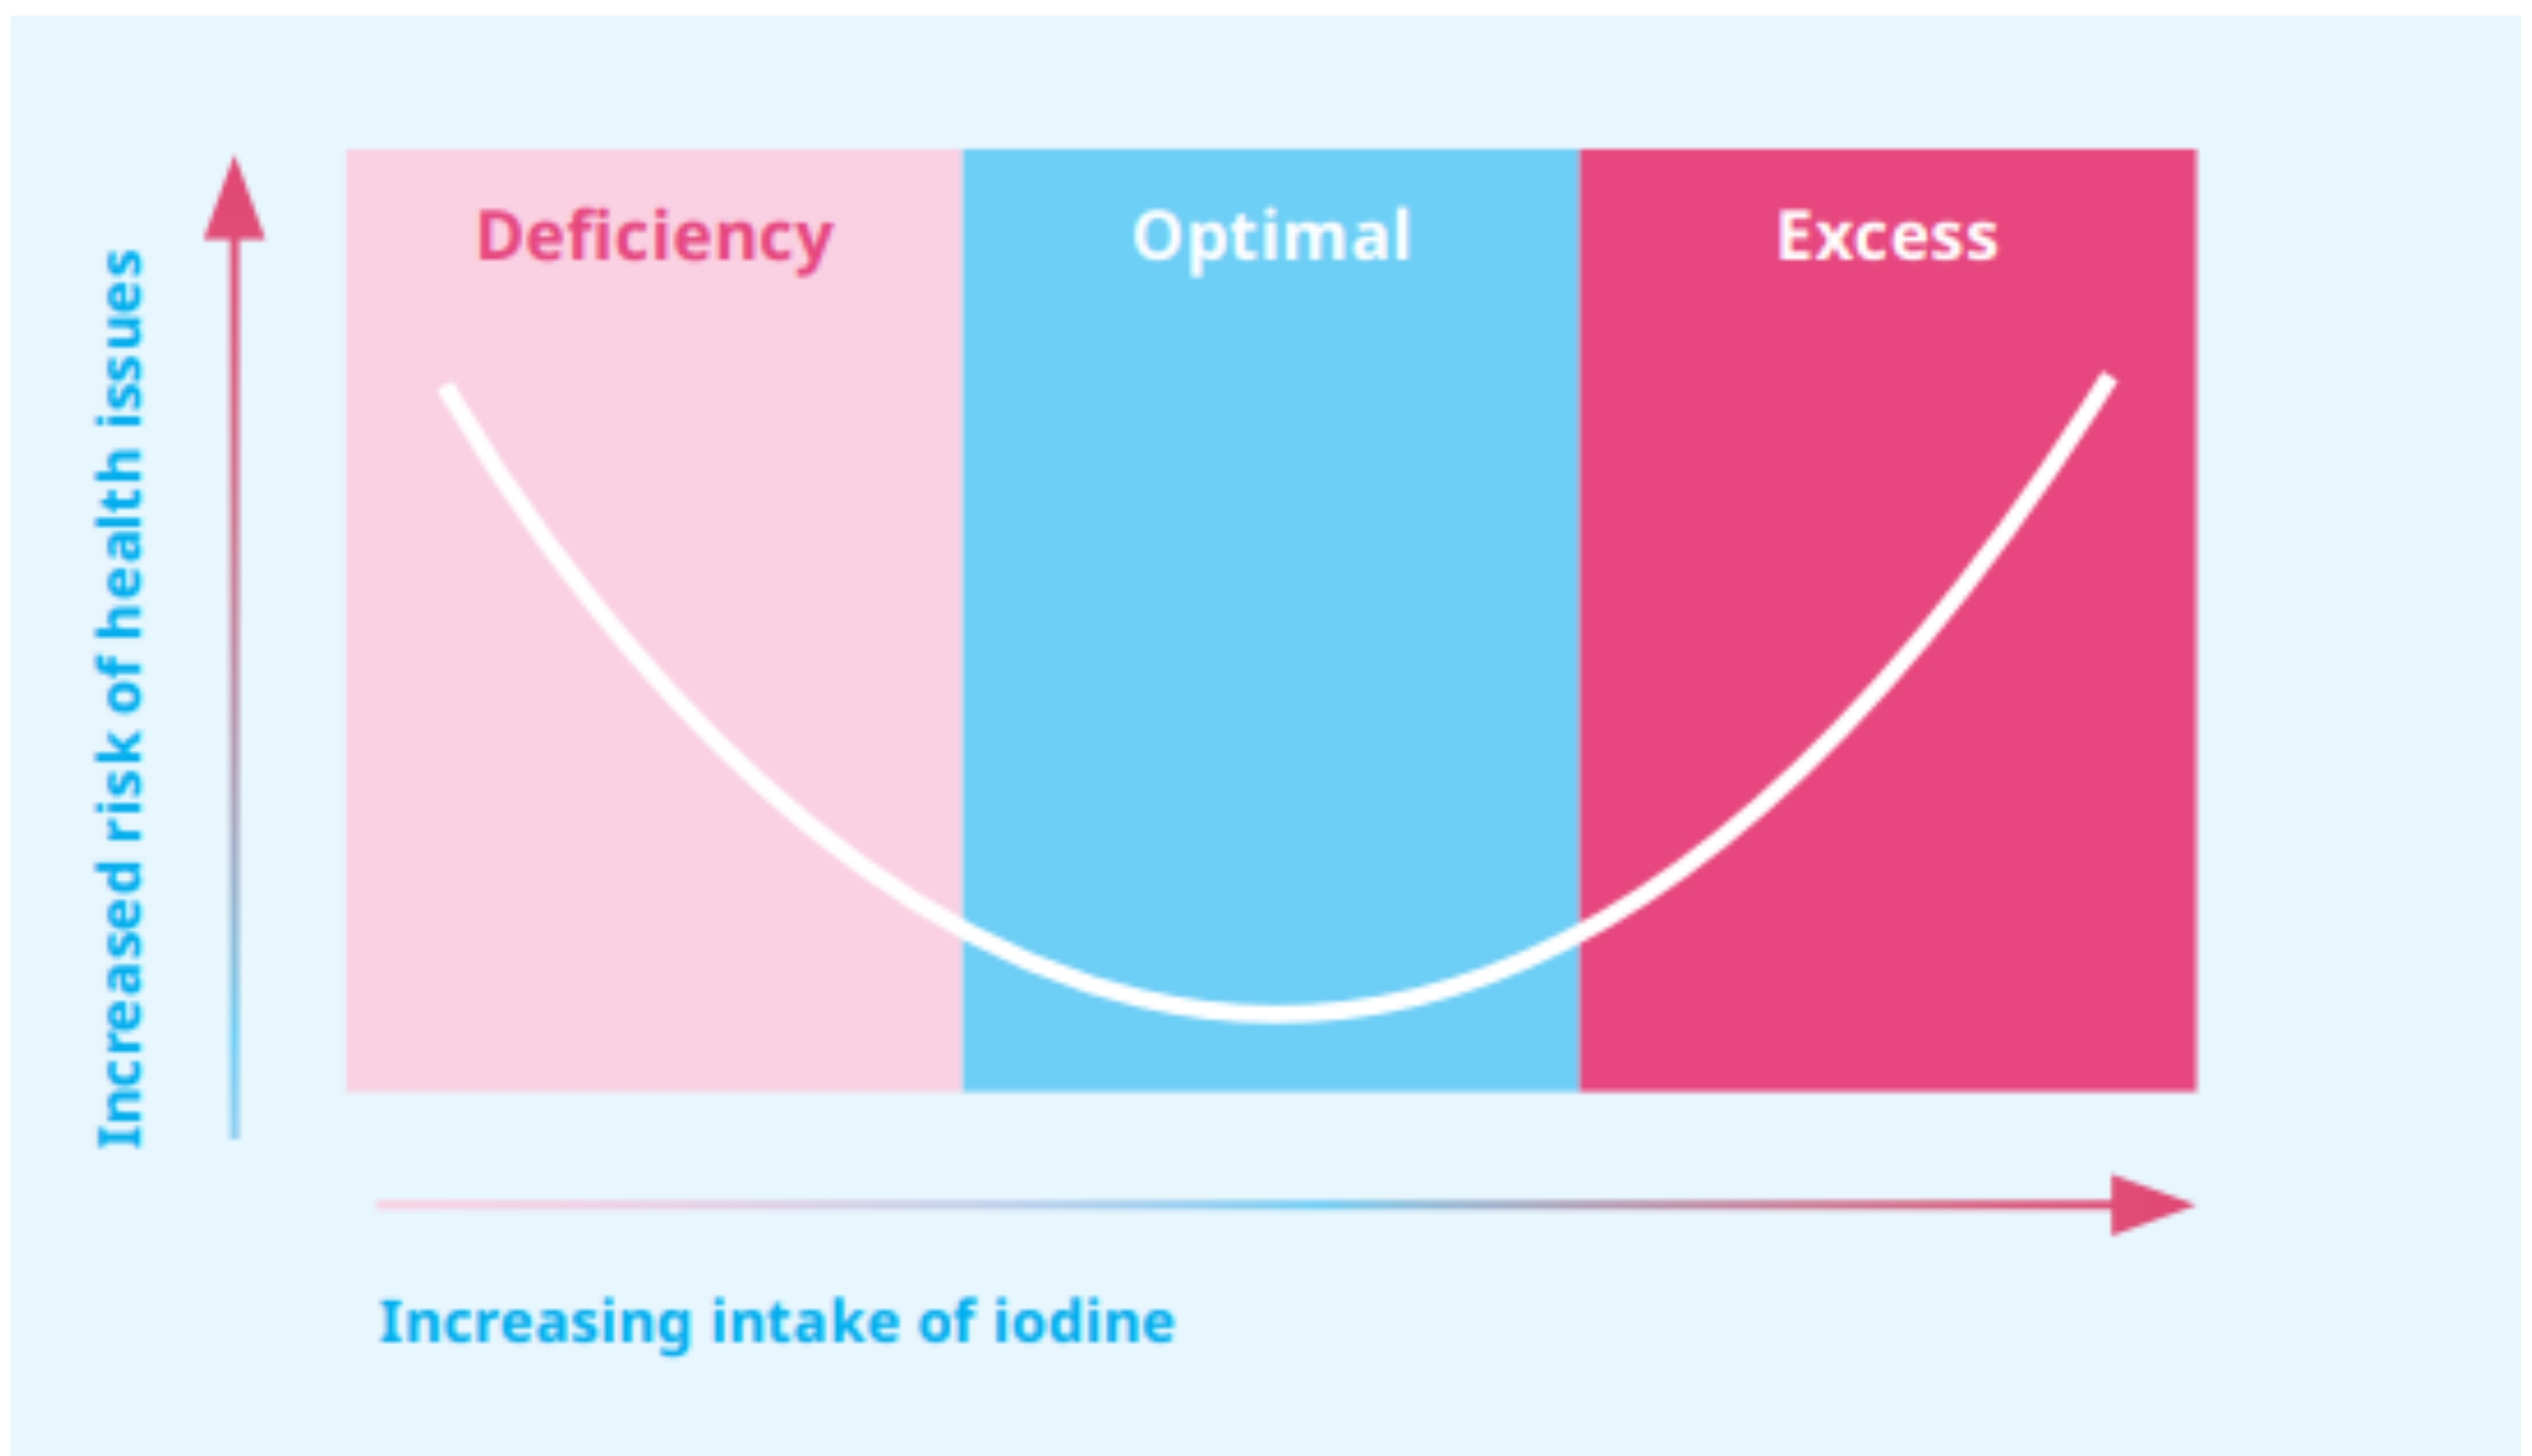 Deficiency
Optimal
Excess
Increased risk of health issues
Increasing intake of iodine